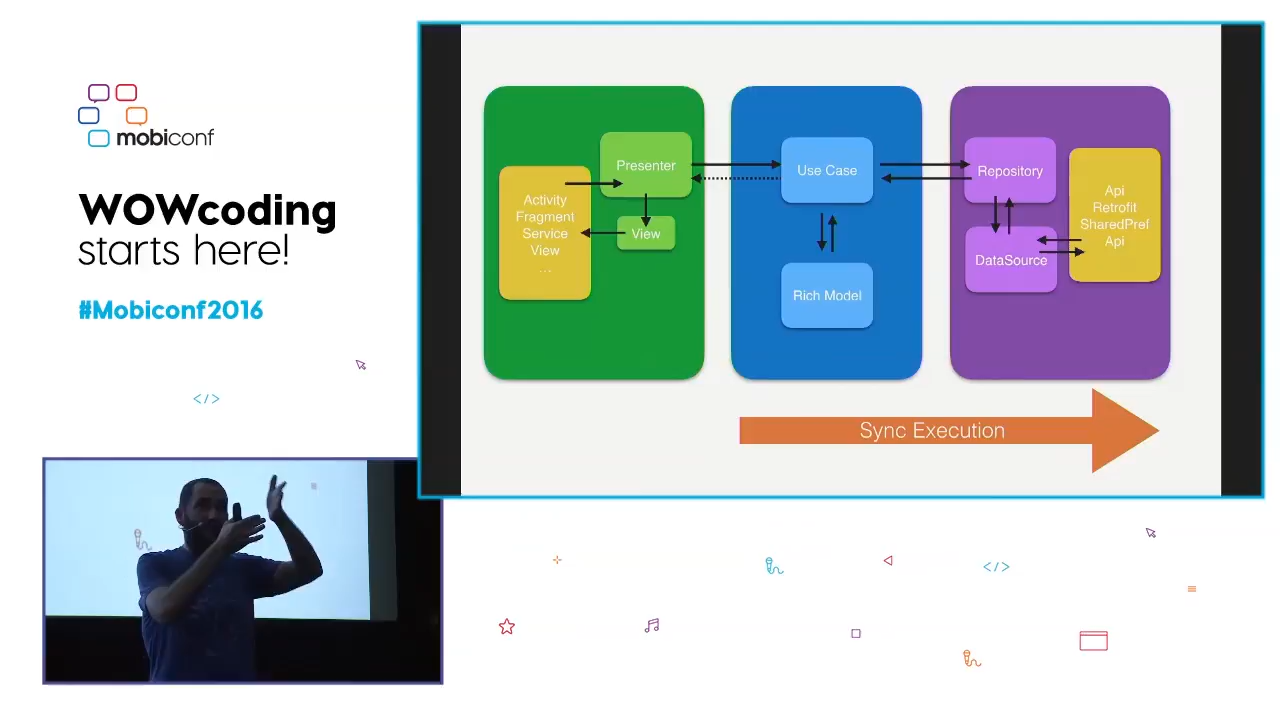 mobiconf
WOWcoding
starts here!
#Mobiconf2016
</>
Activity
Fragment
Service
View
...
Presenter
View
Use Case
Rich Model
Repository
DataSource
Api
Retrofit
SharedPref
Api
Sync Execution
</>